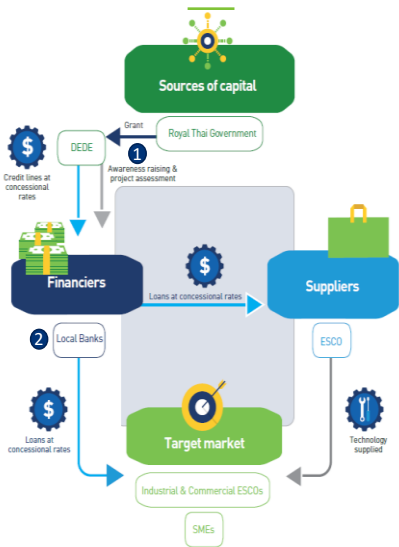 Sources of capital
Royal Thai Government
Grant
1
DEDE
$
Credit lines at
concessional
rates
Awareness raising &
project assessment
Financiers
$
Loans at concessional rates
Suppliers
2
Local Banks
ESCO
$
Loans at
concessional rates
Technology
supplied
Target market
Industrial & Commercial ESCOs
SMEs